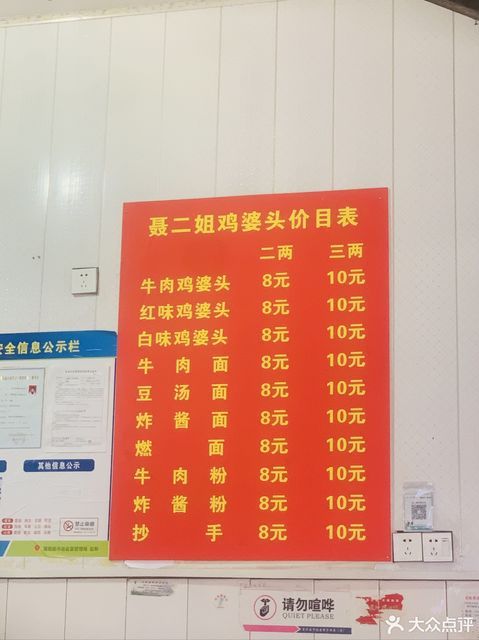 聂二姐鸡婆头价目表
二两 三两
牛肉鸡婆头 8元 10元
红味鸡婆头 8元 10元
白味鸡婆头 8元 10元
牛肉面 8元 10元
豆汤面 8元 10元
炸酱面 8元 10元
燃面 8元 10元
牛肉粉 8元 10元
炸酱粉 8元 10元
抄手 8元 10元
全信息公示栏
其他信息公示
禁止吸烟
请勿喧哗
QUIET PLEASE
大众点评